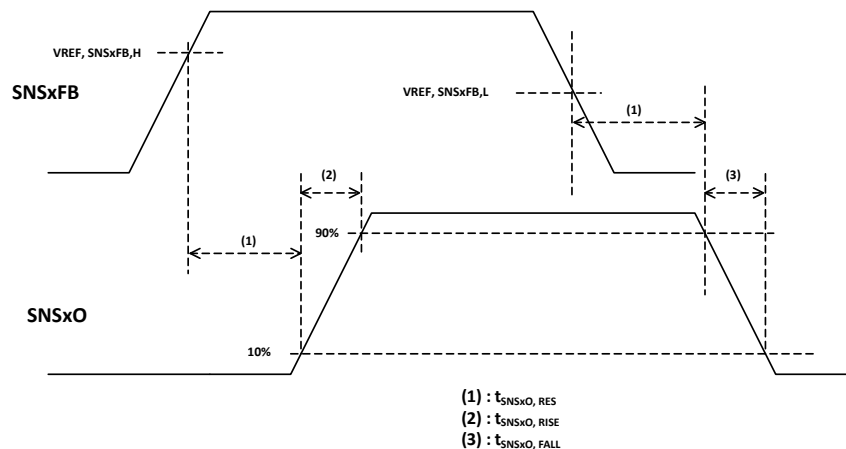 VREF, SNSxFB,H
SNSxFB
VREF, SNSxFB,L
(1)
(2)
(3)
(1)
90%
SNSxO
10%
(1) : tSNSxO, RES
(2) : tSNSxO, RISE
(3) : tSNSxO, FALL